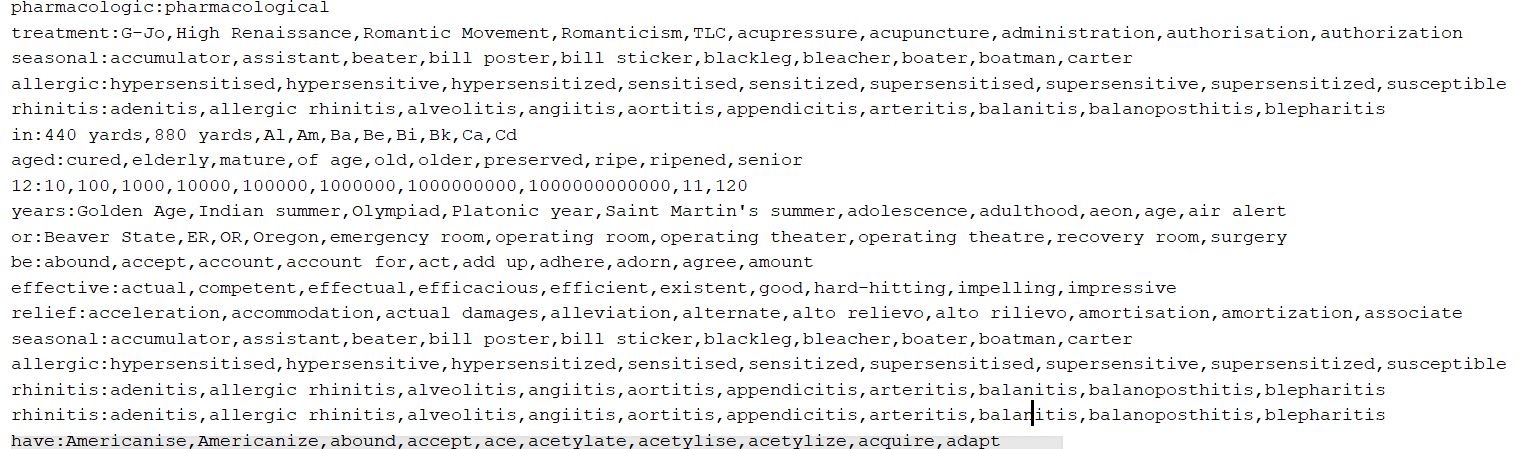 pharmacologic:pharmacological
treatment:G-Jo,High Renaissance,Romantic Movement,Romanticism,TLC,acupressure,acupuncture,administration,authorisation,authorization
seasonal:accumulator,assistant,beater,bill poster,bill sticker,blackleg,bleacher,boater,boatman,carter
allergic:hypersensitised,hypersensitive,hypersensitized,sensitised,sensitized,supersensitised,supersensitive,supersensitized,susceptible
rhinitis:adenitis,allergic rhinitis,alveolitis,angiitis,aortitis,appendicitis,arteritis,balanitis,balanoposthitis,blepharitis
in:440 yards,880 yards,Al,Am,Ba,Be,Bi,Bk,Ca,Cd
aged:cured,elderly,mature,of age,old,older,preserved,ripe,ripened,senior
12:10,100,1000,10000,100000,1000000,1000000000,1000000000000,11,120
years:Golden Age,Indian summer,Olympiad,Platonic year,Saint Martin's summer,adolescence,adulthood,aeon,age,air alert
or:Beaver State,ER,OR,Oregon,emergency room,operating room,operating theater,operating theatre,recovery room,surgery
be:abound,accept,account,account for,act,add up,adhere,adorn,agree,amount
effective:actual,competent,effectual,efficacious,efficient,existent,good,hard-hitting,impelling,impressive
relief:acceleration,accommodation,actual damages,alleviation,alternate,alto relievo,alto rilievo,amortisation,amortization,associate
seasonal:accumulator,assistant,beater,bill poster,bill sticker,blackleg,bleacher,boater,boatman,carter
allergic:hypersensitised,hypersensitive,hypersensitized,sensitised,sensitized,supersensitised,supersensitive,supersensitized,susceptible
rhinitis:adenitis,allergic rhinitis,alveolitis,angiitis,aortitis,appendicitis,arteritis,balanitis,balanoposthitis,blepharitis
rhinitis:adenitis,allergic rhinitis,alveolitis,angiitis,aortitis,appendicitis,arteritis,balanitis,balanoposthitis,blepharitis
have:Americanise,Americanize,abound,accept,ace,acetylate,acetylise,acetylize,acquire,adapt